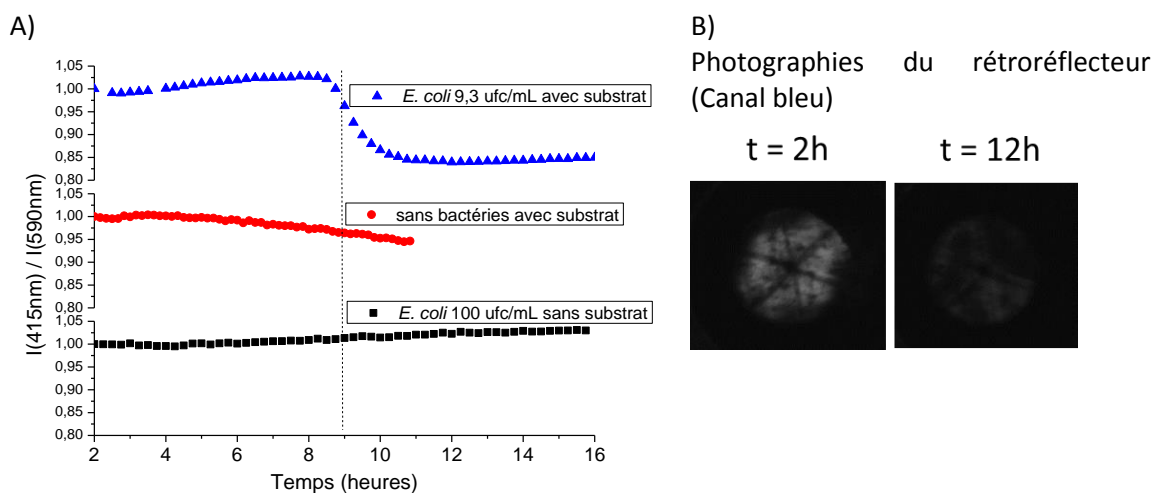 A)
1,05
1,00
0,95
0,90
0,85
0,80
E. coli 9,3 ufc/mL avec substrat
1,05
1,00
0,95
0,90
0,85
0,80
sans bactéries avec substrat
1,05
1,00
0,95
0,90
0,85
0,80
E. coli 100 ufc/mL sans substrat
I(415nm) / I(590nm)
2 4 6 8 10 12 14 16
Temps (heures)
B)
Photographies du rétroréflecteur
(Canal bleu)
t = 2h t = 12h